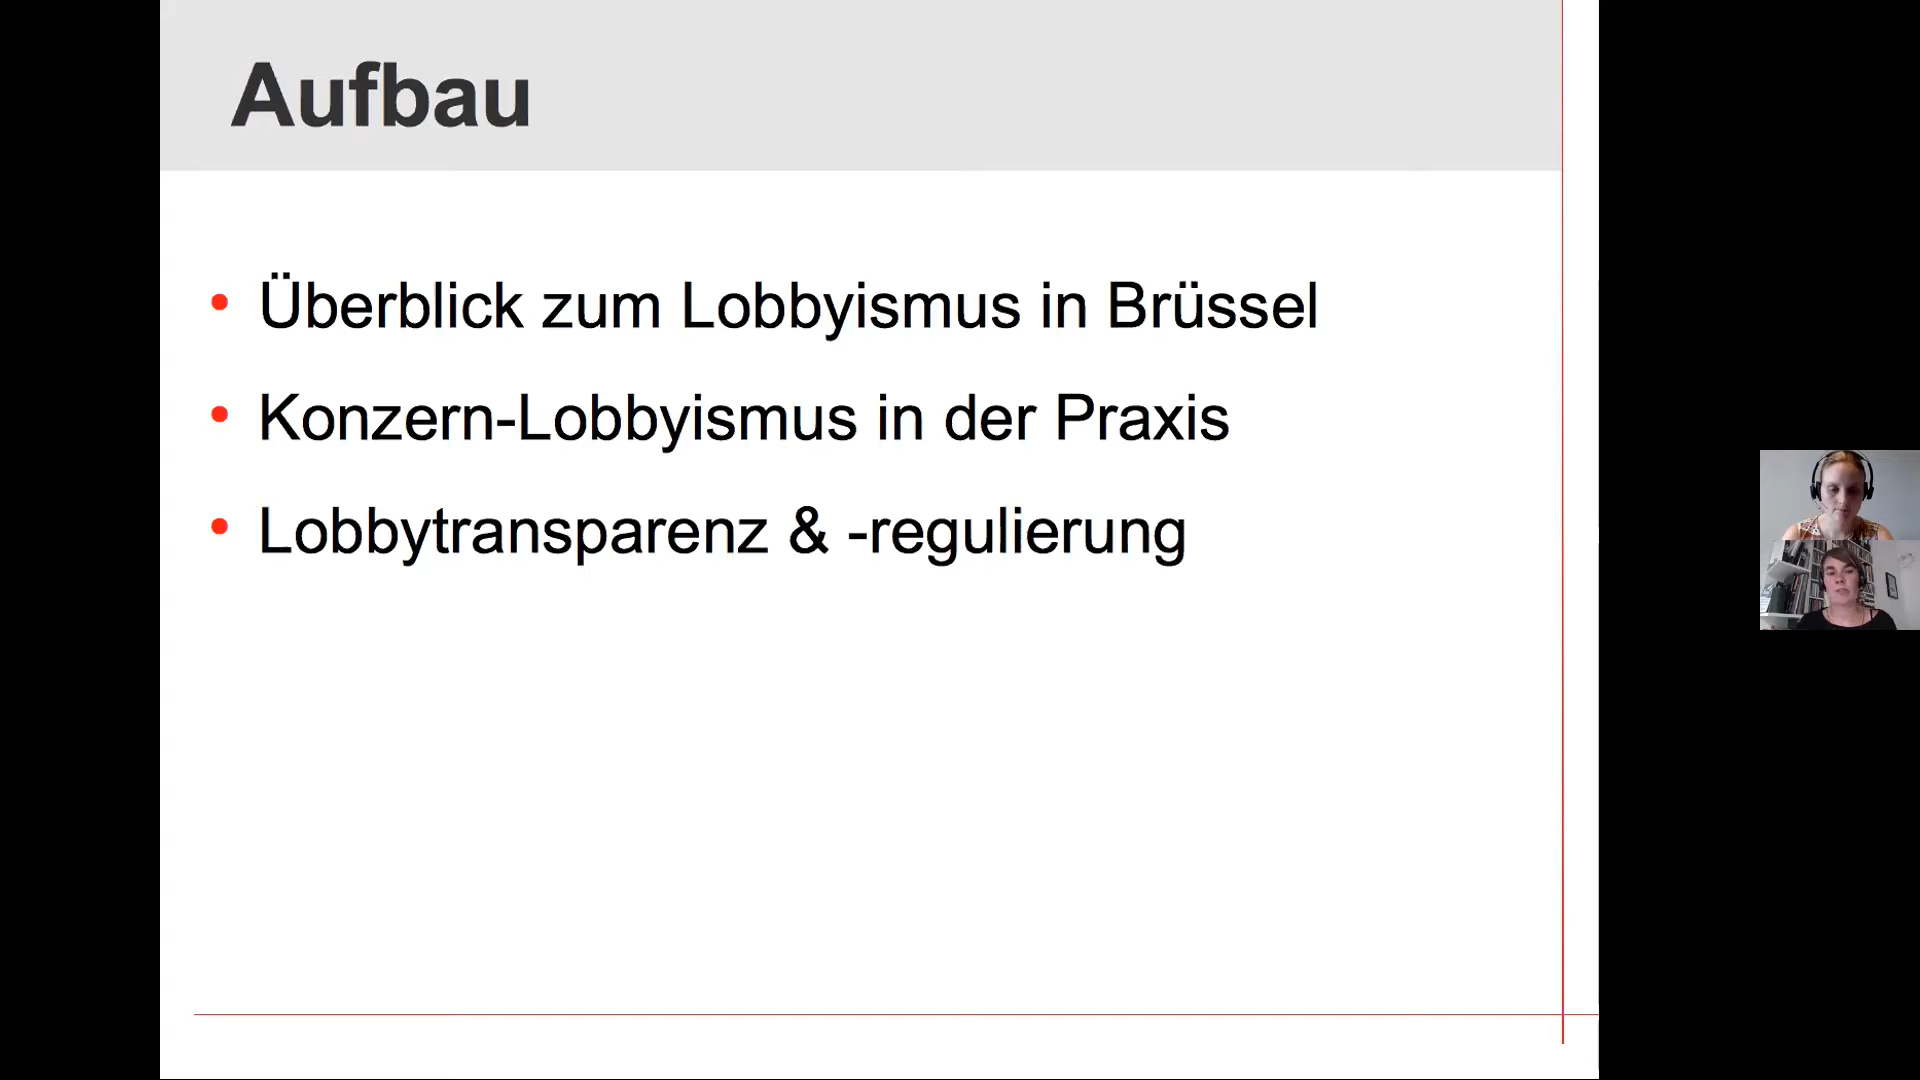 Aufbau
• Überblick zum Lobbyismus in Brüssel
• Konzern-Lobbyismus in der Praxis
• Lobbytransparenz & -regulierung